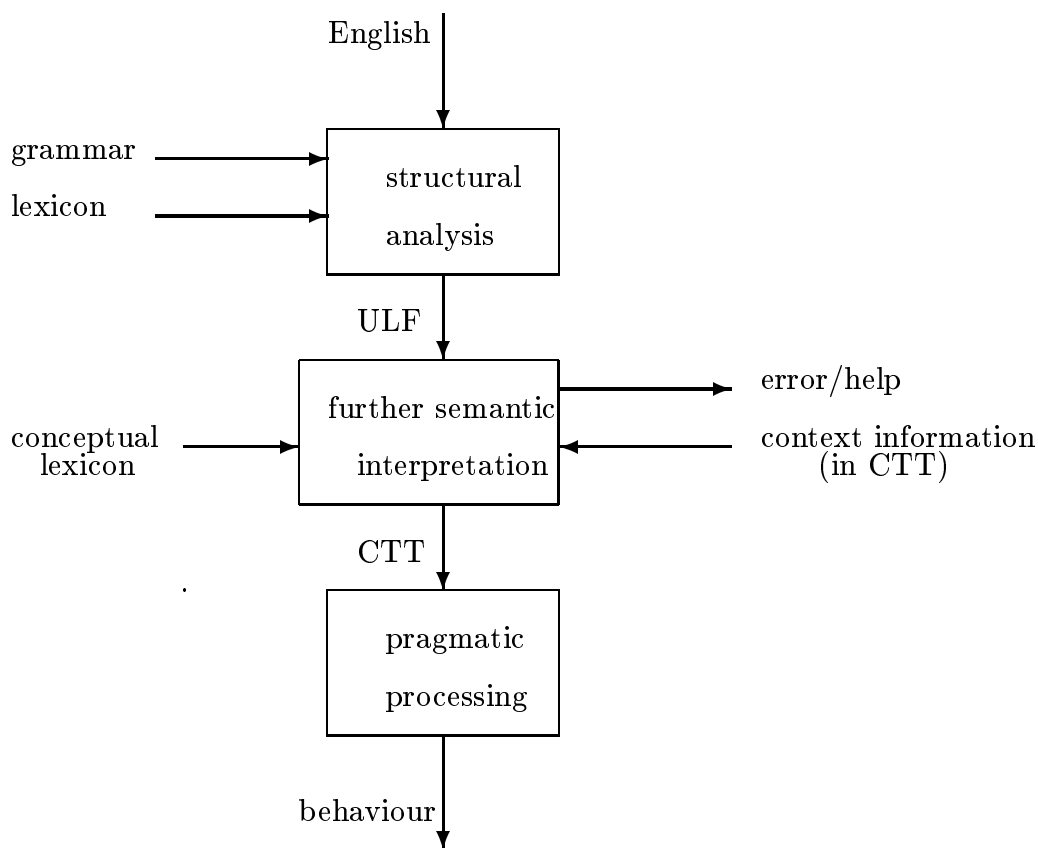 English
grammar
structural
lexicon
analysis
ULF
error/help
further semantic
conceptual
context information
lexicon
interpretation
(in CTT)
CTT
.
pragmatic
processing
behaviour